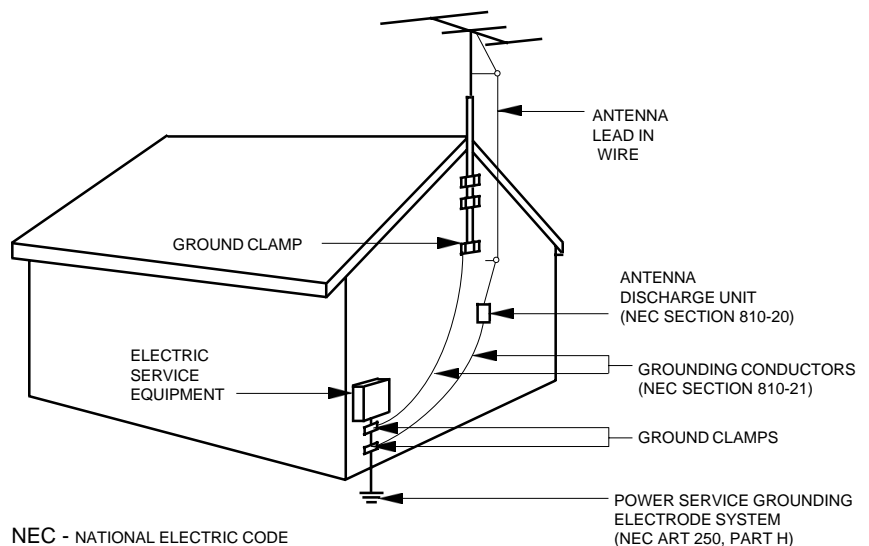 ANTENNA
LEAD IN
WIRE
GROUND CLAMP
ANTENNA
DISCHARGE UNIT
(NEC SECTION 810-20)
ELECTRIC
SERVICE
EQUIPMENT
GROUNDING CONDUCTORS
(NEC SECTION 810-21)
GROUND CLAMPS
POWER SERVICE GROUNDING
ELECTRODE SYSTEM
(NEC ART 250, PART H)
NEC - NATIONAL ELECTRIC CODE